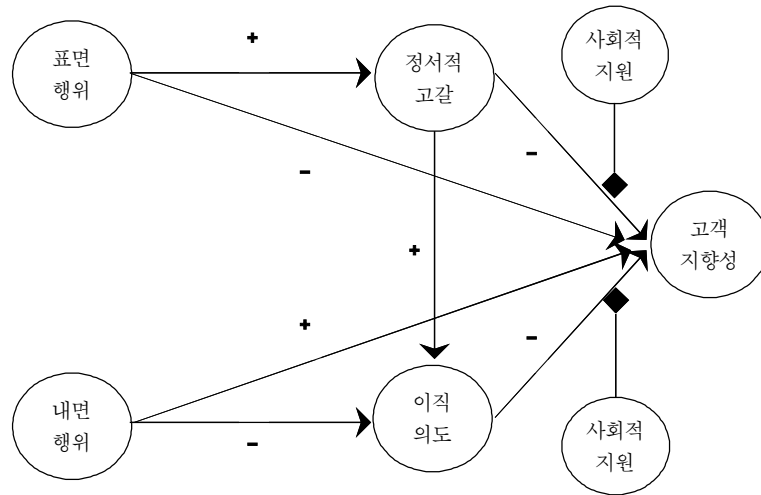 표면
행위
+
정서적
고갈
사회적
지원
-
-
고객
지향성
+
+
-
내면
행위
-
이직
의도
사회적
지원